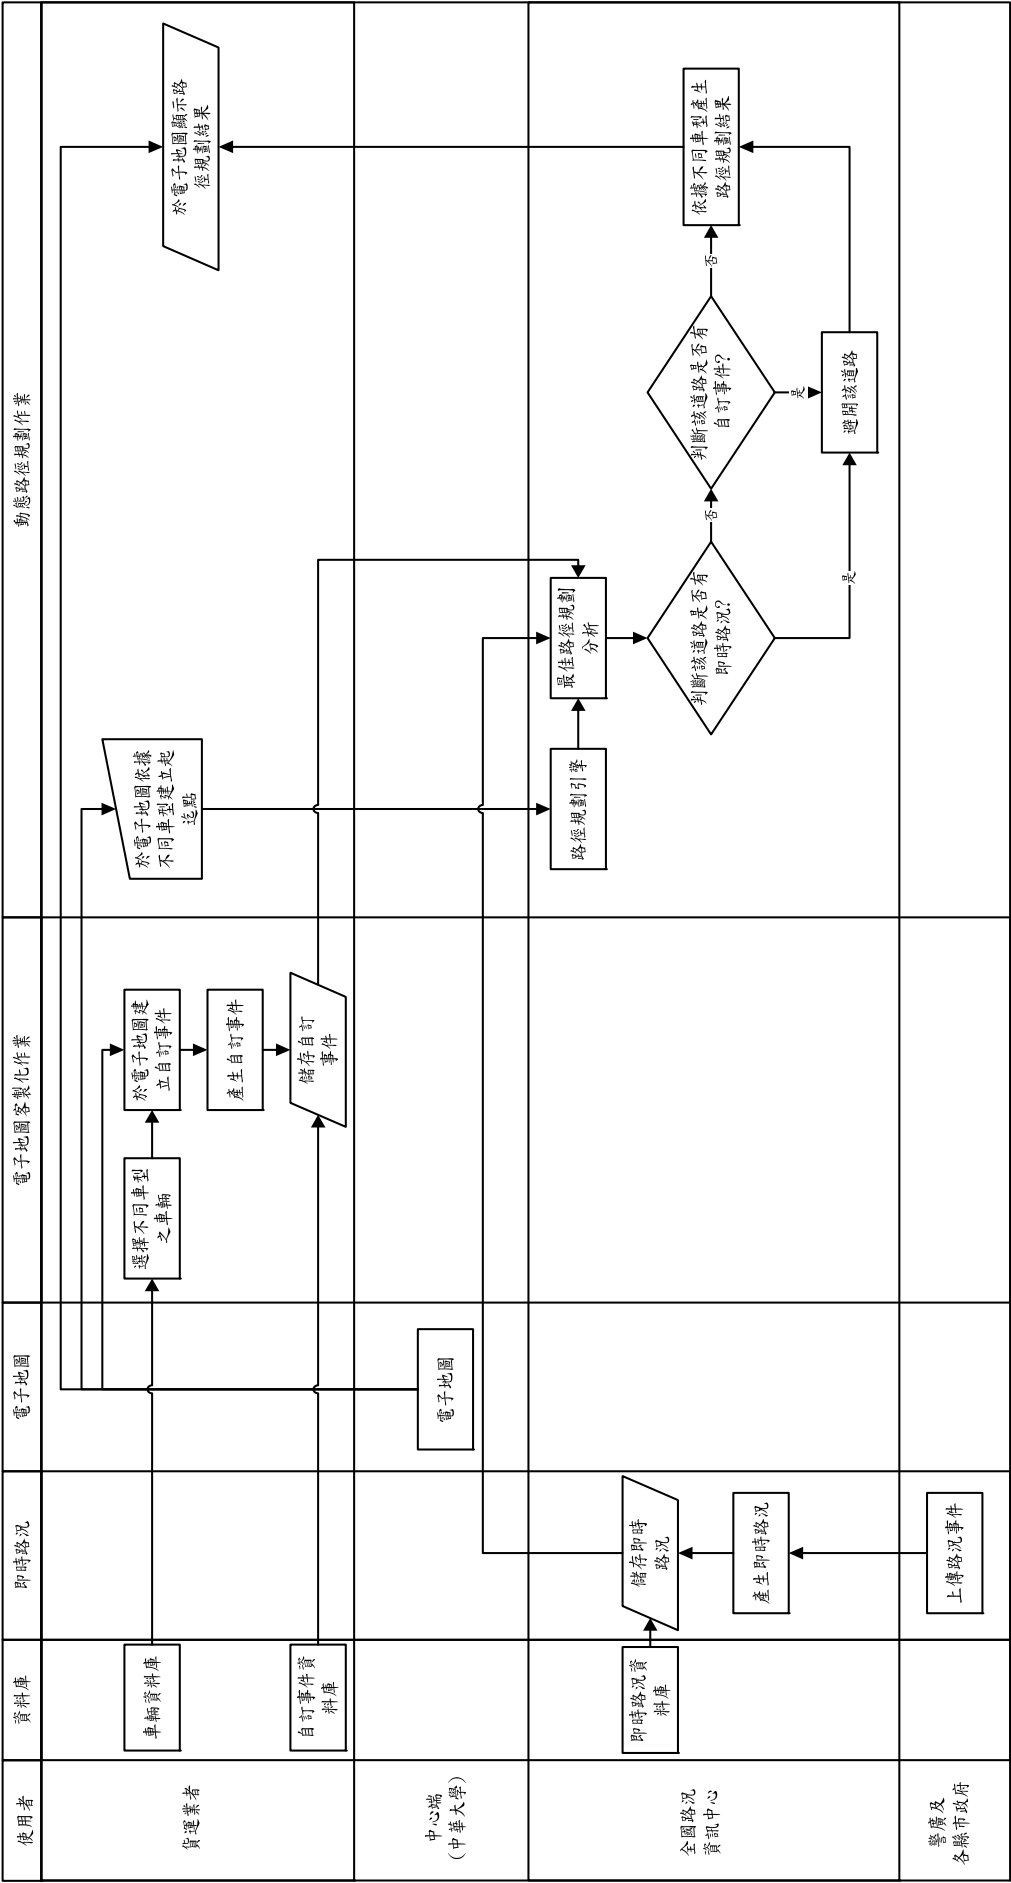 使用者
資料庫
即時路況
電子地圖
電子地圖客製化作業
動態路徑規劃作業
貨運業者
車輛資料庫
自訂事件資
料庫
選擇不同車型
之車輛
於電子地圖建
立自訂事件
產生自訂事件
儲存自訂
事件
於電子地圖依據
不同車型建立起
迄點
於電子地圖顯示路
徑規劃結果
中心端
(中華大學)
電子地圖
全國路況
資訊中心
即時路況資
料庫
儲存即時
路況
產生即時路況
路徑規劃引擎
最佳路徑規劃
分析
判斷該道路是否有
即時路況?
否
是
判斷該道路是否有
自訂事件?
否
是
避開該道路
依據不同車型產生
路徑規劃結果
警廣及
各縣市政府
上傳路況事件